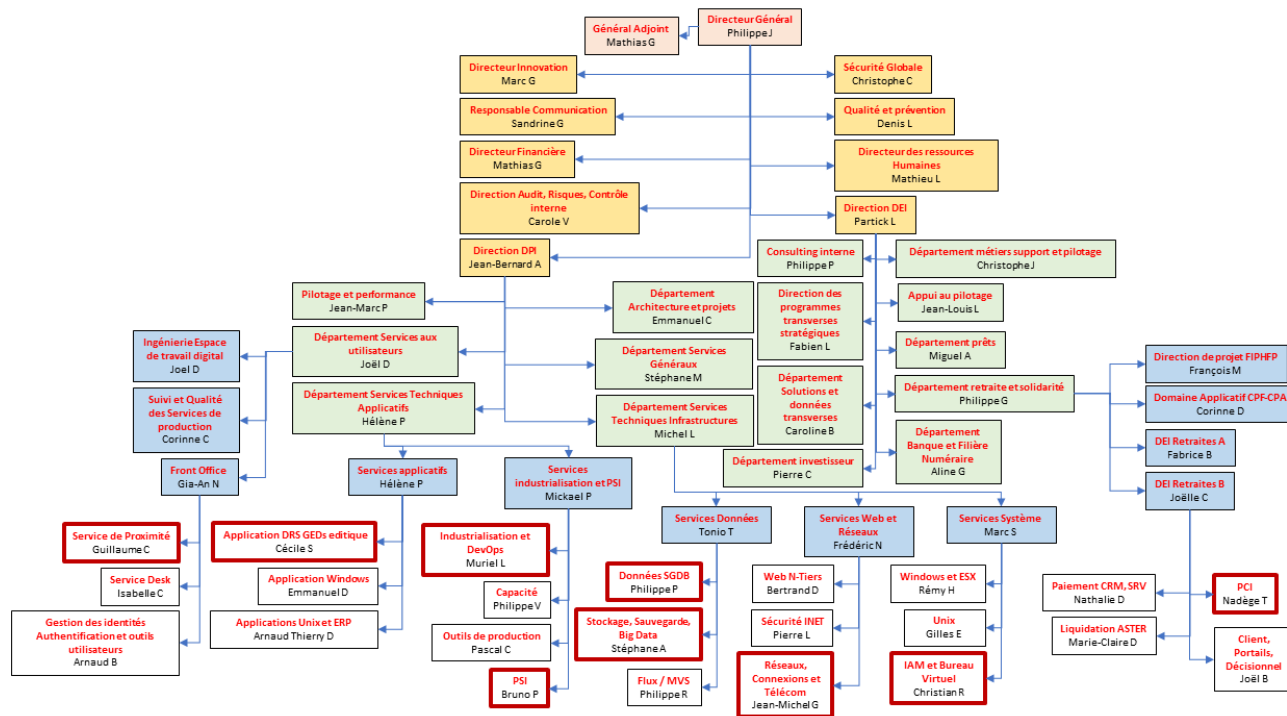 Directeur Général
Philippe J
Général Adjoint
Mathias G
Directeur Innovation
Marc G
Sécurité Globale
Christophe C
Responsable Communication
Sandrine G
Qualité et prévention
Denis L
Directeur Financière
Mathias G
Directeur des ressources
Humaines
Mathieu L
Direction Audit, Risques, Contrôle
interne
Carole V
Direction DEI
Partick L
Direction DPI
Jean-Bernard A
Consulting interne
Philippe P
Département métiers support et pilotage
Christophe J
Pilotage et performance
Jean-Marc P
Département
Architecture et projets
Emmanuel C
Direction des
programmes
transverses
stratégiques
Fabien L
Appui au pilotage
Jean-Louis L
Ingénierie Espace
de travail digital
Joel D
Département Services aux
utilisateurs
Joël D
Département Services
Généraux
Stéphane M
Département prêts
Miguel A
Direction de projet FIPHFP
François M
Suivi et Qualité
des Services de
production
Corinne C
Département Services Techniques
Applicatifs
Hélène P
Département Services
Techniques Infrastructures
Michel L
Département
Solutions et
données
transverses
Caroline B
Département retraite et solidarité
Philippe G
Domaine Applicatif CPF-CPA
Corinne D
Département investisseur
Pierre C
Département
Banque et Filière
Numéraire
Aline G
DEI Retraites A
Fabrice B
DEI Retraites B
Joëlle C
Front Office
Gia-An N
Services applicatifs
Hélène P
Services
industrialisation et PSI
Mickael P
Services Données
Tonio T
Services Web et
Réseaux
Frédéric N
Services Système
Marc S
Service de Proximité
Guillaume C
Application DRS GEDs editique
Cécile S
Industrialisation et
DevOps
Muriel L
Données SGDB
Philippe P
Web N-Tiers
Bertrand D
Windows et ESX
Rémy H
Paiement CRM, SRV
Nathalie D
PCI
Nadège T
Service Desk
Isabelle C
Application Windows
Emmanuel D
Capacité
Philippe V
Stockage, Sauvegarde,
Big Data
Stéphane A
Sécurité INET
Pierre L
Unix
Gilles E
Liquidation ASTER
Marie-Claire D
Client,
Portails,
Décisionnel
Joël B
Gestion des identités
Authentification et outils
utilisateurs
Arnaud B
Applications Unix et ERP
Arnaud Thierry D
Outils de production
Pascal C
PSI
Bruno P
Flux / MVS
Philippe R
Réseaux,
Connexions et
Télécom
Jean-Michel G
IAM et Bureau
Virtuel
Christian R